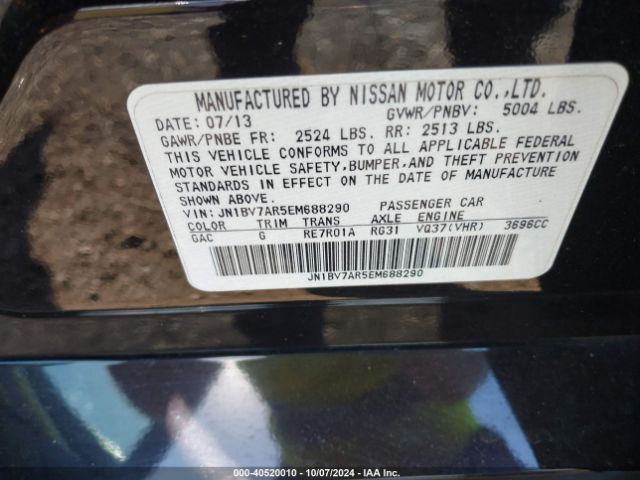 MANUFACTURED BY NISSAN MOTOR CO.,LTD.
DATE: 07/13 GVWR/PNBV: 5004 LBS.
GAWR/PNBE FR: 2524 LBS. RR: 2513 LBS.
THIS VEHICLE CONFORMS TO ALL APPLICABLE FEDERAL
MOTOR VEHICLE SAFETY,BUMPER,AND THEFT PREVENTION
STANDARDS IN EFFECT ON THE DATE OF MANUFACTURE
SHOWN ABOVE.
VIN: JN1BV7AR5EM688290 PASSENGER CAR
COLOR TRIM TRANS AXLE ENGINE
GAC G RE7R01A RG31 VQ37(VHR) 3696CC
JN1BV7AR5EM688290
000-40520010 - 10/07/2024 - IAA Inc.